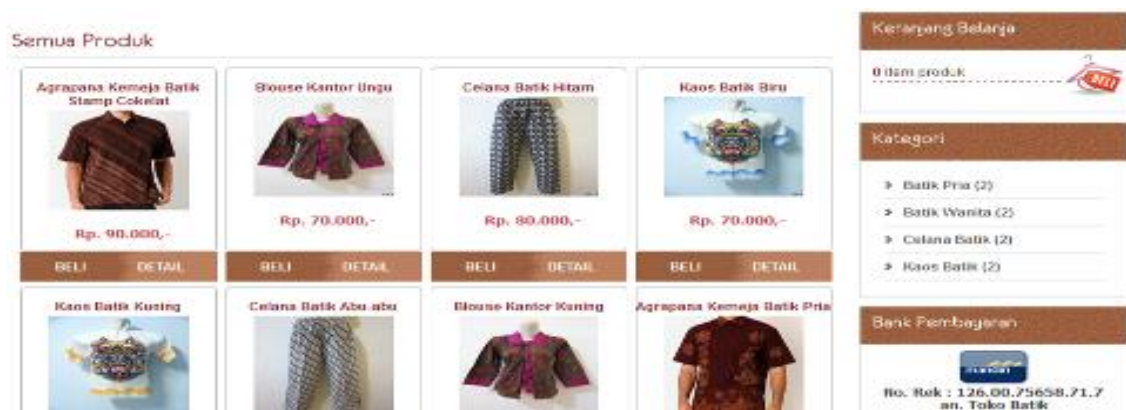 Semua Produk
Agrapana Kemeja Batik
Stamp Cokelat
Rp. 90.000,-
BELI DETAIL
Blouse Kantor Ungu
Rp. 70.000,-
BELI DETAIL
Celana Batik Hitam
Rp. 80.000,-
BELI DETAIL
Kaos Batik Biru
Rp. 70.000,-
BELI DETAIL
Kaos Batik Kuning
Celana Batik Abu-abu
Blouse Kantor Kuning
Agrapana Kemeja Batik Pria
Keranjang Belanja
0 item produk
BELI
Kategori
» Batik Pria (2)
» Batik Wanita (2)
» Celana Batik (2)
» Kaos Batik (2)
Bank Pembayaran
mandiri
No. Rek : 126.00.75658.71.7
an. Toko Batik